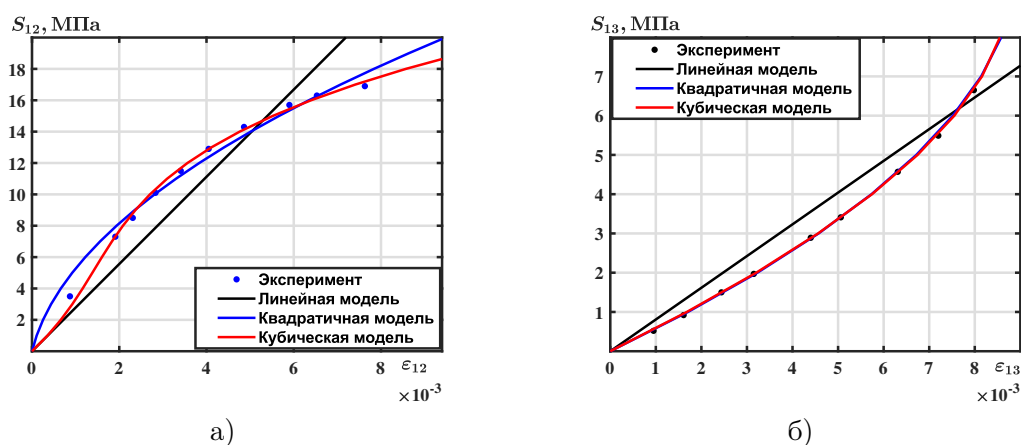 S₁₂, МПа
18
16
14
12
10
8
6
4
2
0 2 4 6 8 ε₁₂
×10⁻³
Эксперимент
Линейная модель
Квадратичная модель
Кубическая модель
а)
S₁₃, МПа
7
6
5
4
3
2
1
0 1 2 3 4 5 6 7 8 ε₁₃
×10⁻³
Эксперимент
Линейная модель
Квадратичная модель
Кубическая модель
б)